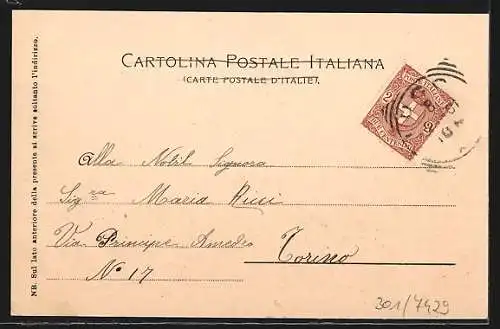 CARTOLINA POSTALE ITALIANA
(CARTE POSTALE D'ITALIE).
NB. Sul lato anteriore della presente si scrive soltanto l'indirizzo.
Alla Nobil Signora
Sig.ra Maria Ricci
Via Principe Amedeo
Torino
N° 17
301/7429